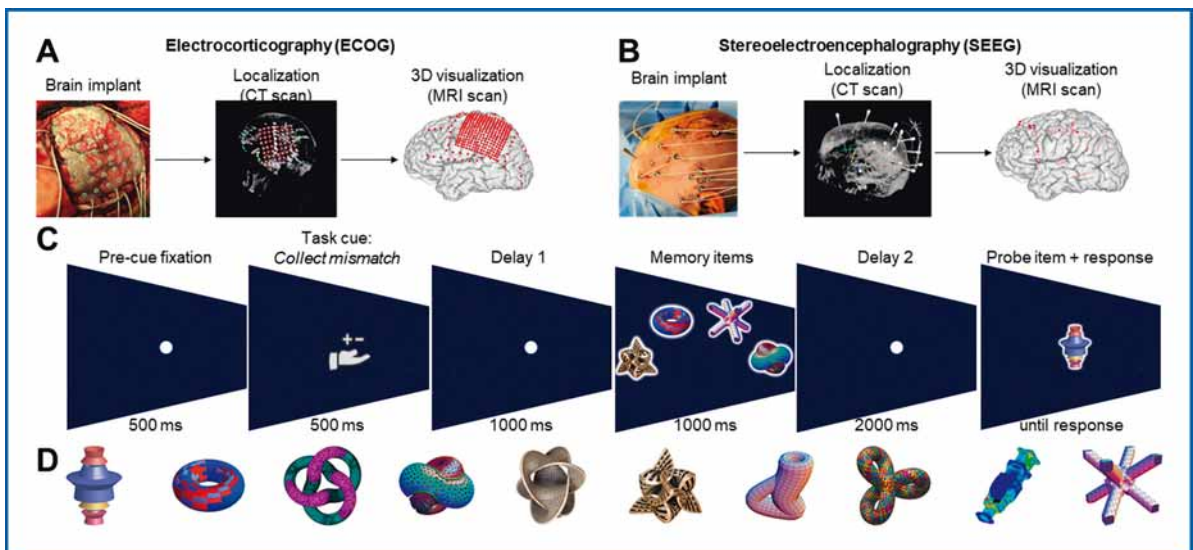 A
Electrocorticography (ECOG)
Brain implant
Localization
(CT scan)
3D visualization
(MRI scan)
B
Stereoelectroencephalography (SEEG)
Brain implant
Localization
(CT scan)
3D visualization
(MRI scan)
C
Pre-cue fixation
Task cue:
Collect mismatch
Delay 1
Memory items
Delay 2
Probe item + response
+ -
500 ms
500 ms
1000 ms
1000 ms
2000 ms
until response
D